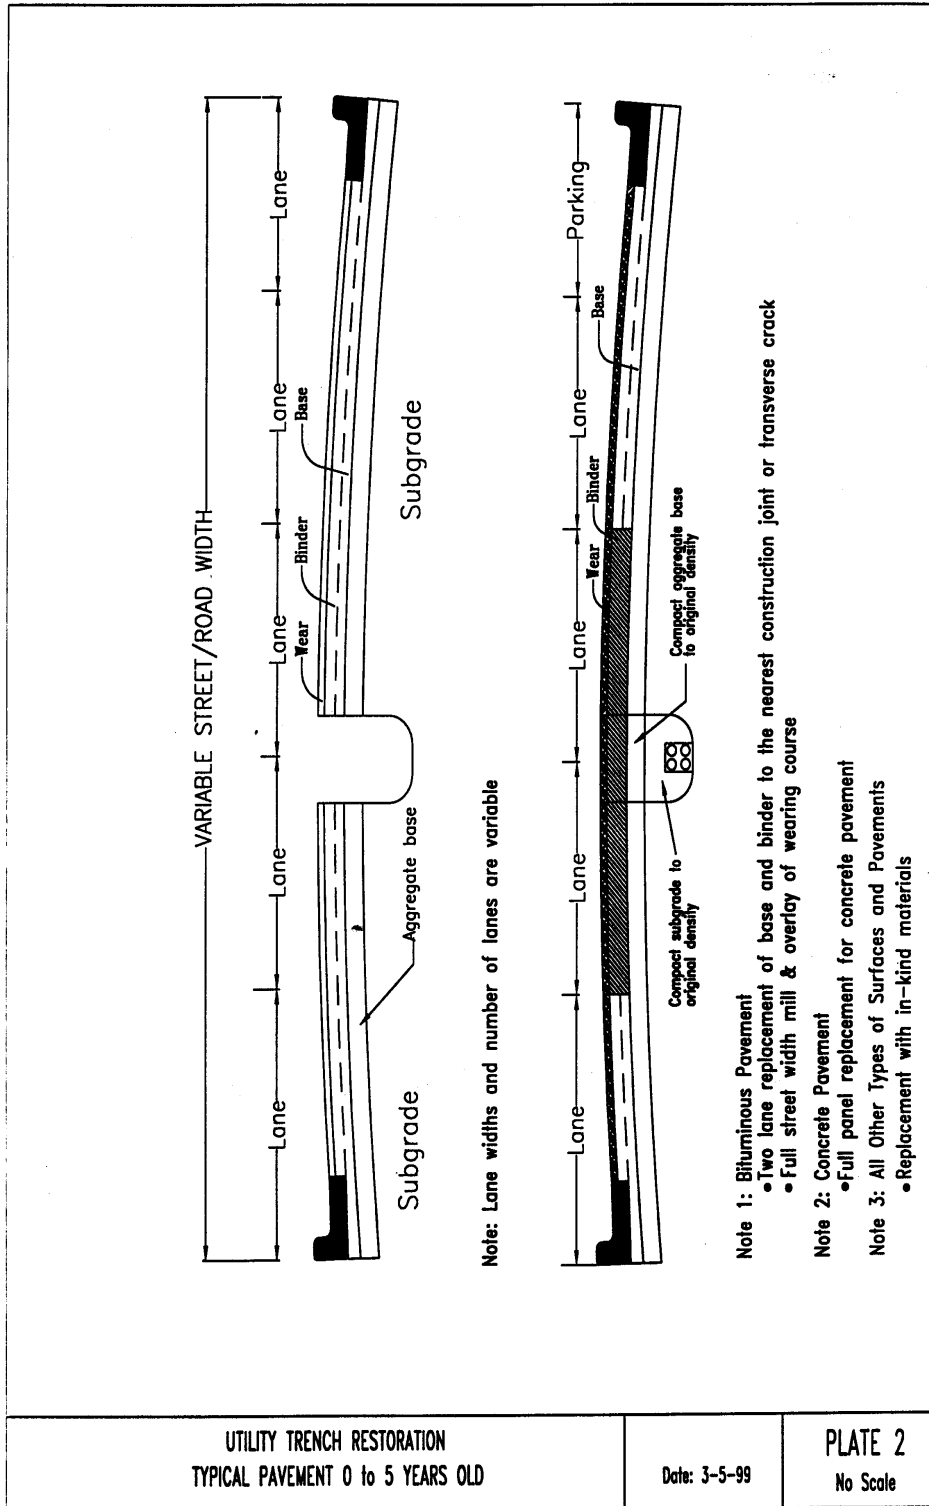 VARIABLE STREET/ROAD WIDTH
Lane
Lane
Lane
Lane
Lane
Wear
Binder
Base
Aggregate base
Subgrade
Subgrade
Note: Lane widths and number of lanes are variable
Lane
Lane
Lane
Lane
Parking
Wear
Binder
Base
Compact subgrade to
original density
Compact aggregate base
to original density
Note 1: Bituminous Pavement
•Two lane replacement of base and binder to the nearest construction joint or transverse crack
•Full street width mill & overlay of wearing course
Note 2: Concrete Pavement
•Full panel replacement for concrete pavement
Note 3: All Other Types of Surfaces and Pavements
•Replacement with in-kind materials
UTILITY TRENCH RESTORATION
TYPICAL PAVEMENT 0 to 5 YEARS OLD
Date: 3-5-99
PLATE 2
No Scale